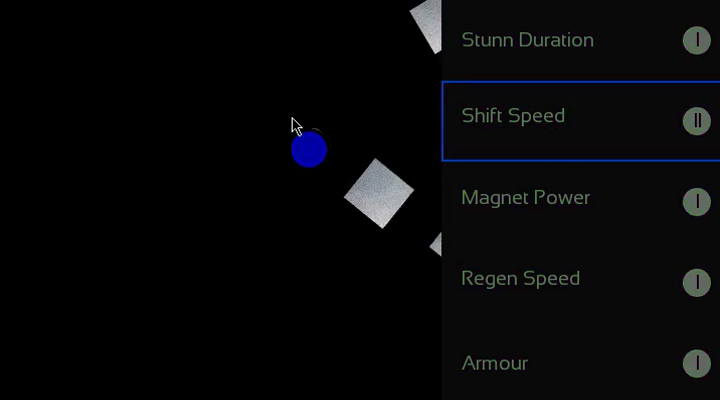 Stunn Duration I
Shift Speed II
Magnet Power I
Regen Speed I
Armour I